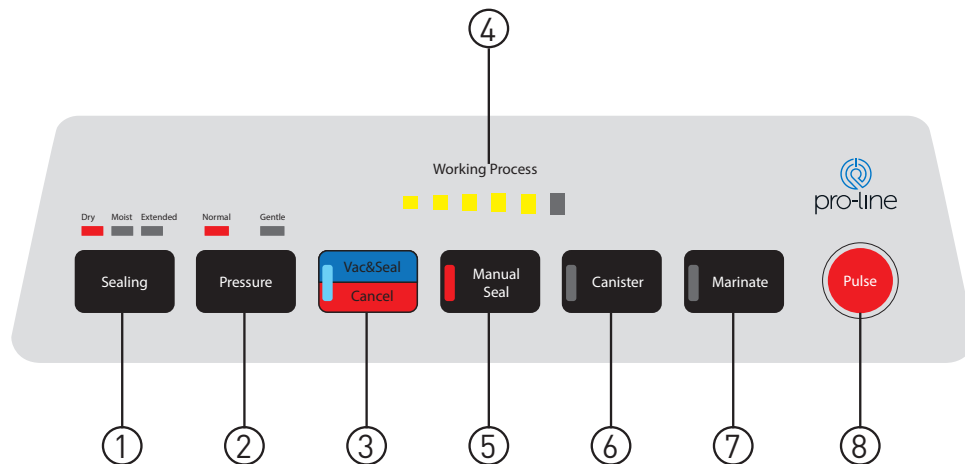 4
Working Process
pro-line
Dry Moist Extended
Normal Gentle
Sealing
Pressure
Vac&Seal
Cancel
Manual
Seal
Canister
Marinate
Pulse
1 2 3 5 6 7 8